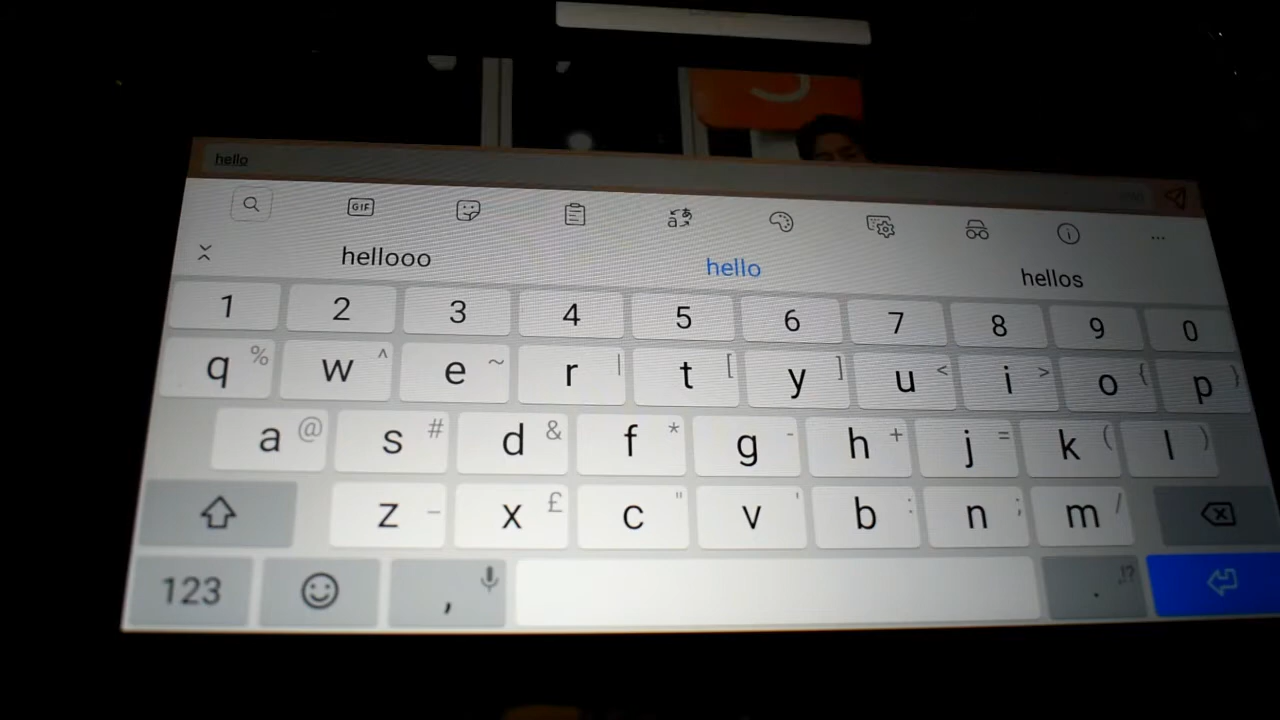 hello
GIF
hellooo hello hellos
1 2 3 4 5 6 7 8 9 0
q % w ^ e ~ r | t [ y ] u < i > o { p }
a @ s # d & f * g - h + j = k ( l )
z _ x £ c " v ' b : n ; m /
123 , . ,!?